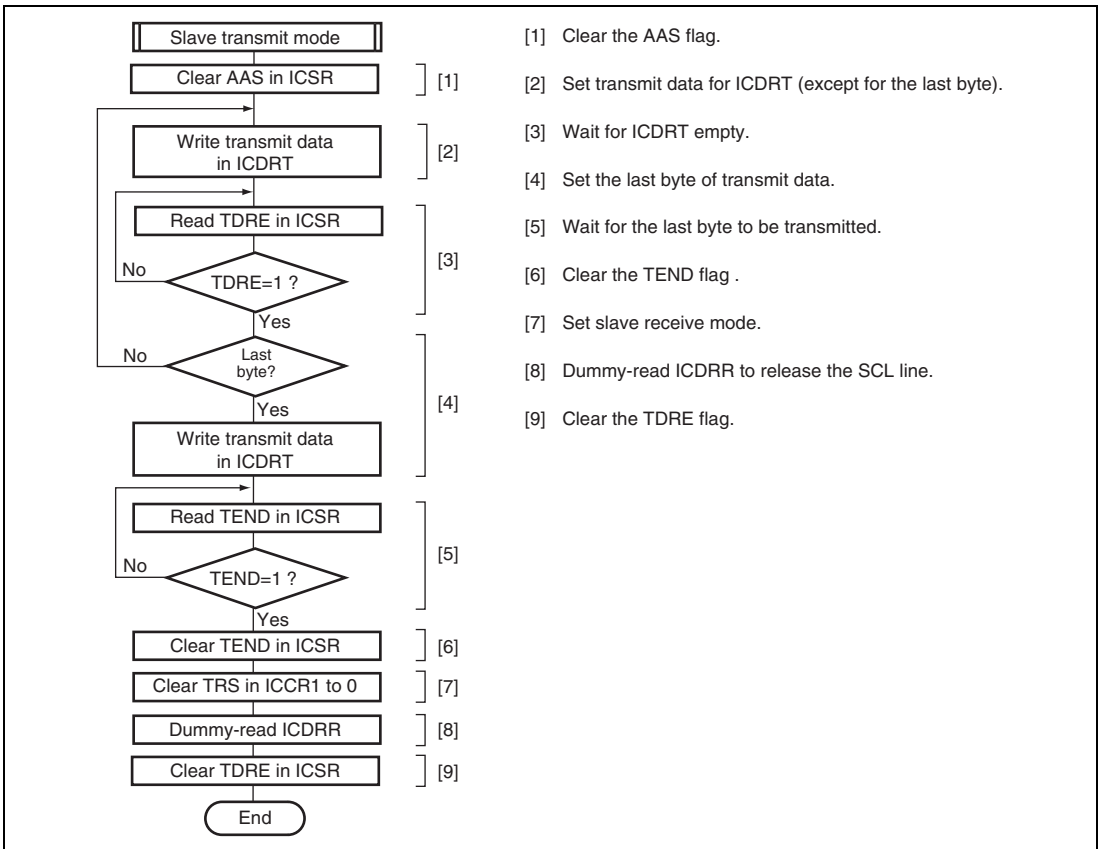 Slave transmit mode
Clear AAS in ICSR
[1]
Write transmit data
in ICDRT
[2]
Read TDRE in ICSR
No
TDRE=1 ?
[3]
Yes
No
Last
byte?
Yes
[4]
Write transmit data
in ICDRT
Read TEND in ICSR
No
TEND=1 ?
[5]
Yes
Clear TEND in ICSR
[6]
Clear TRS in ICCR1 to 0
[7]
Dummy-read ICDRR
[8]
Clear TDRE in ICSR
[9]
End
[1] Clear the AAS flag.
[2] Set transmit data for ICDRT (except for the last byte).
[3] Wait for ICDRT empty.
[4] Set the last byte of transmit data.
[5] Wait for the last byte to be transmitted.
[6] Clear the TEND flag .
[7] Set slave receive mode.
[8] Dummy-read ICDRR to release the SCL line.
[9] Clear the TDRE flag.